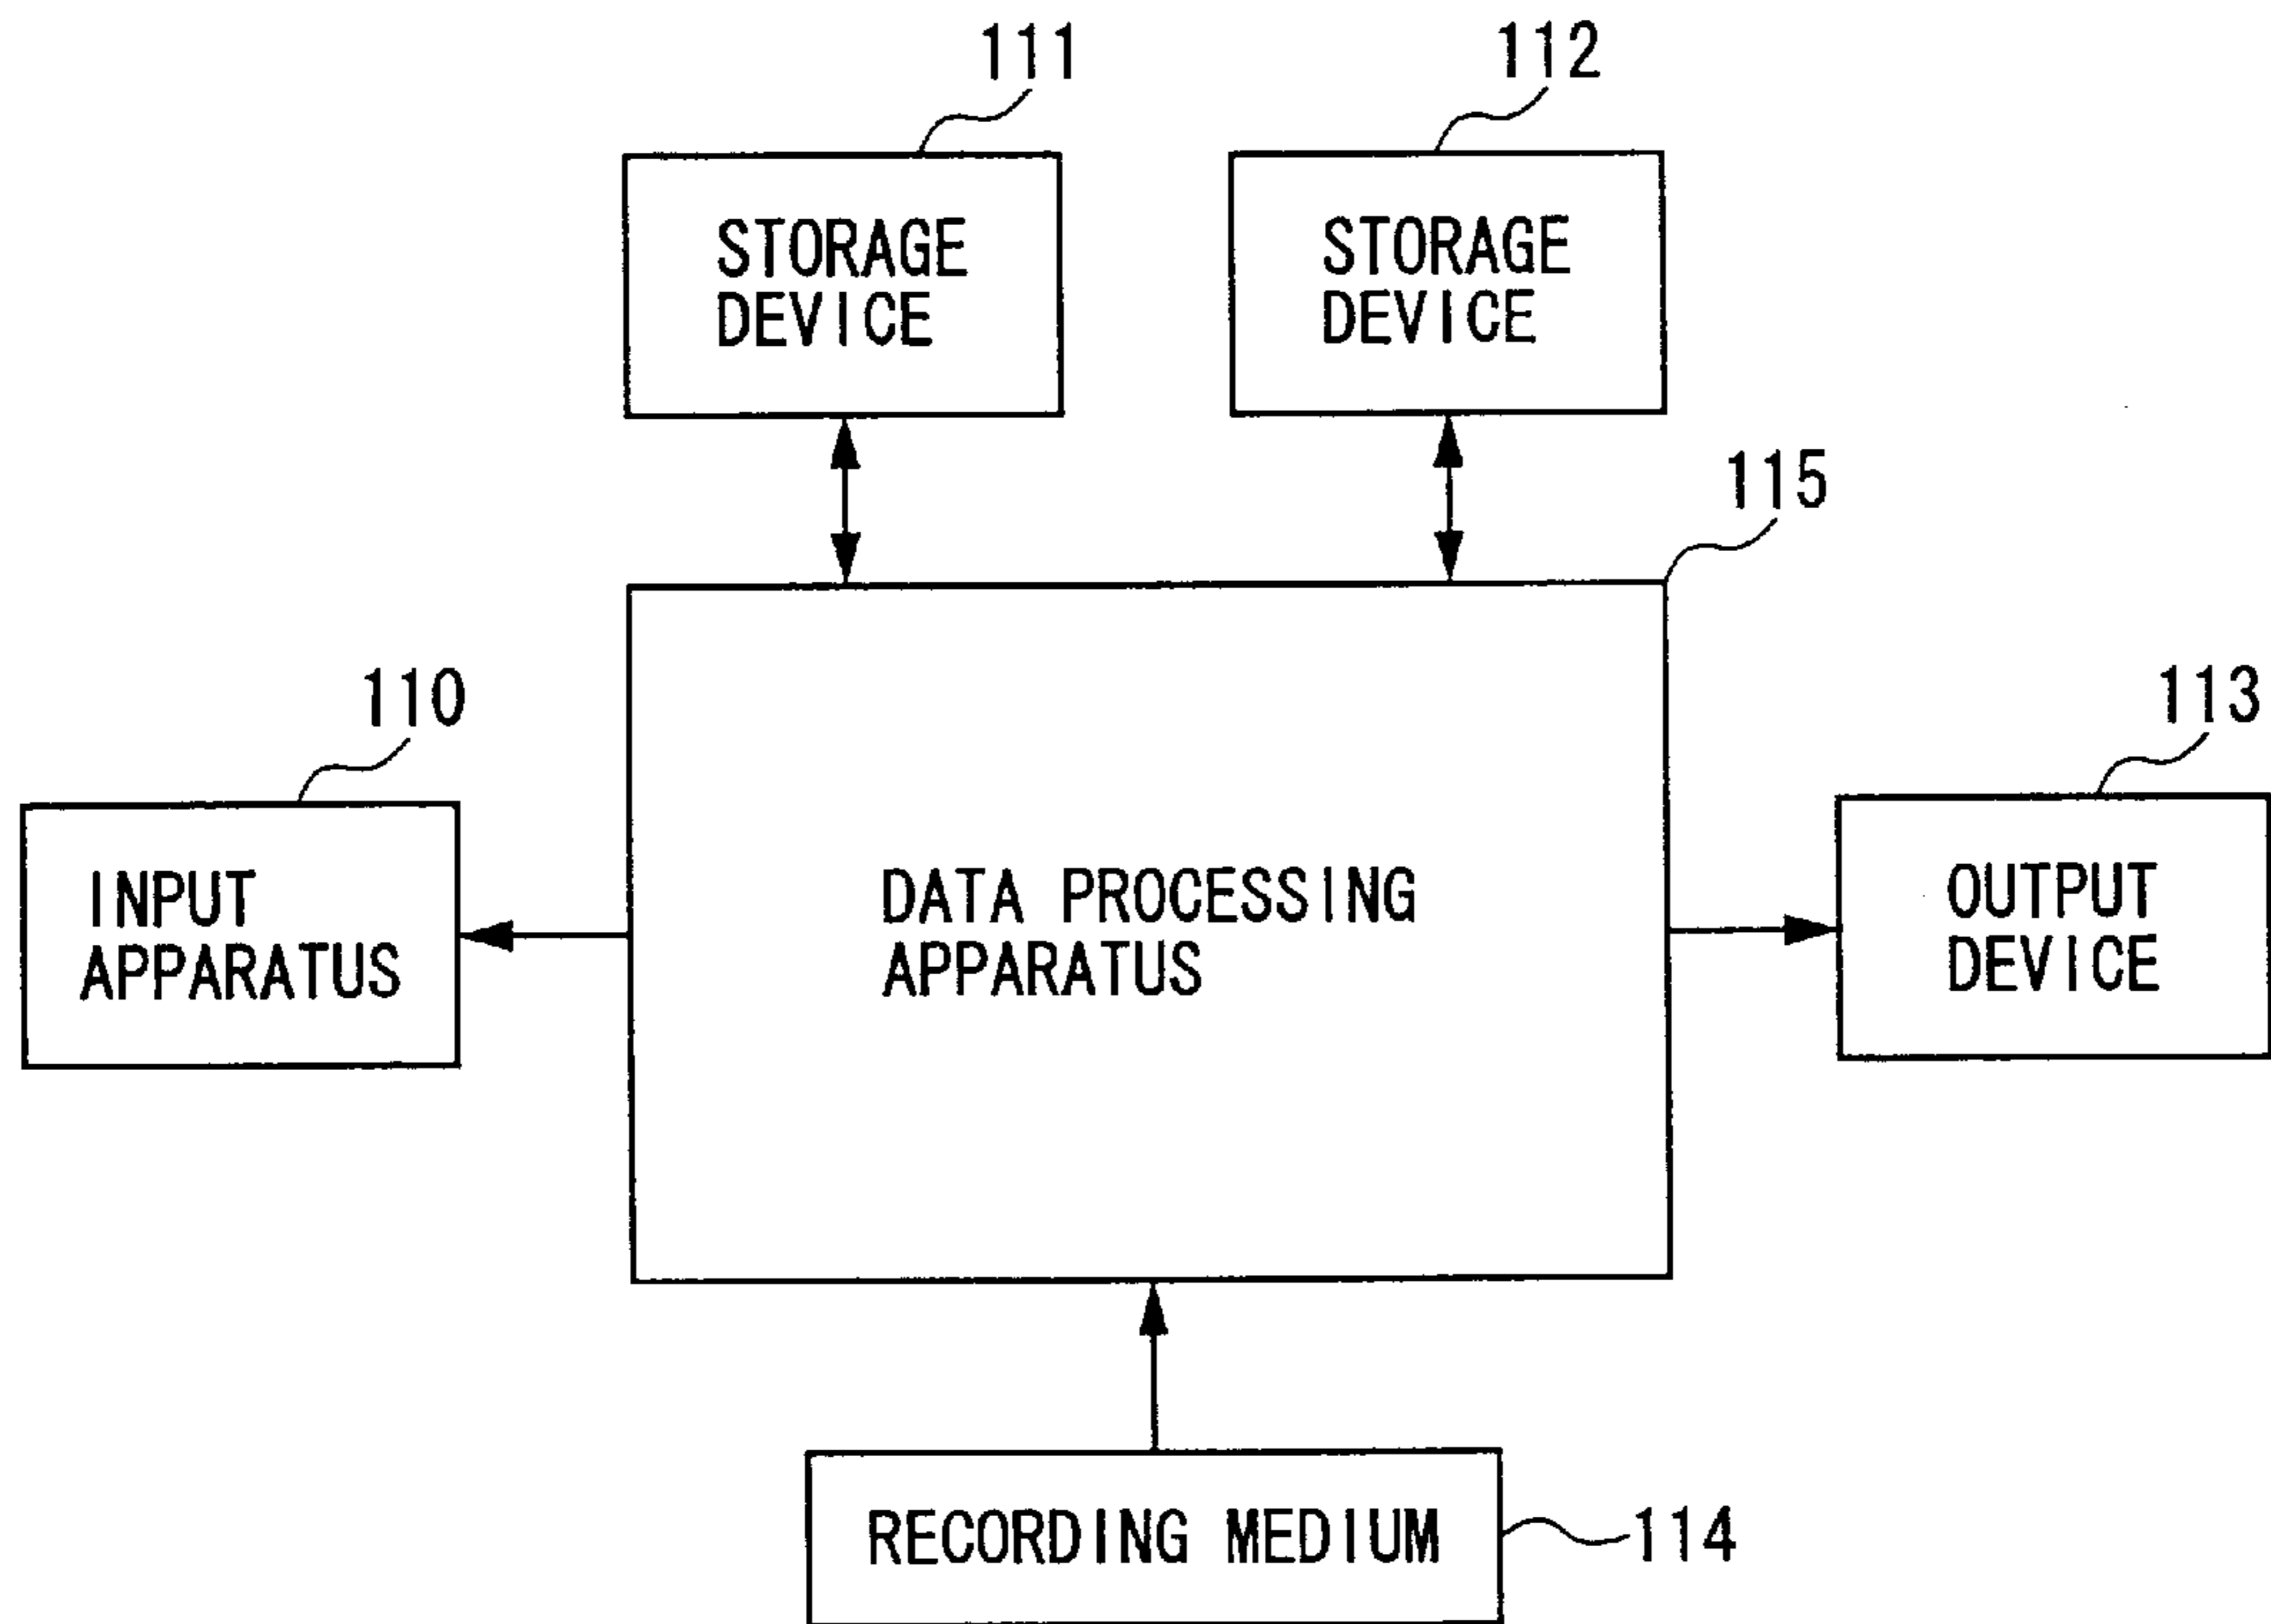 111
112
STORAGE
DEVICE
STORAGE
DEVICE
115
110
113
INPUT
APPARATUS
DATA PROCESSING
APPARATUS
OUTPUT
DEVICE
RECORDING MEDIUM
114